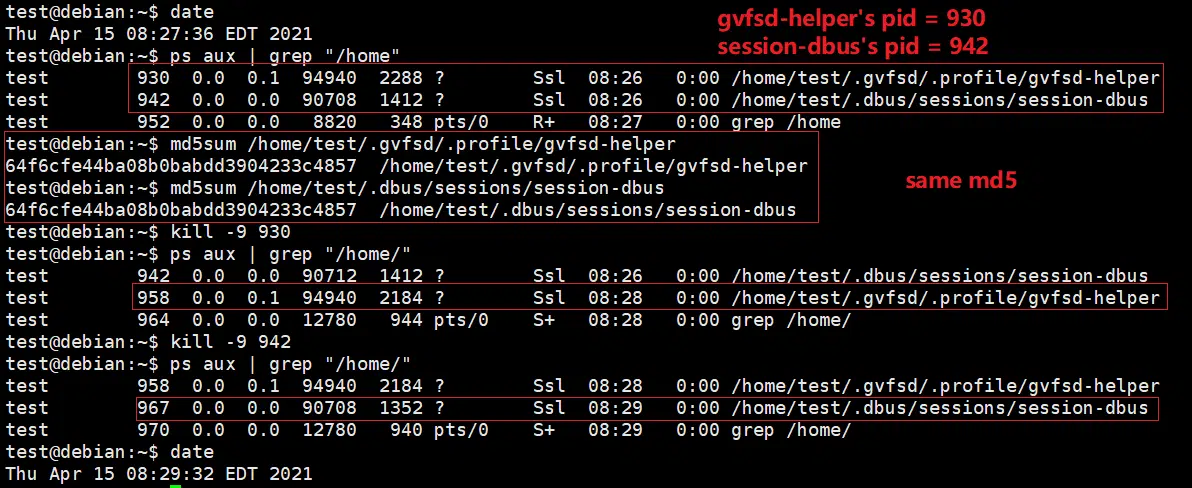 test@debian:~$ date
gvfsd-helper's pid = 930
Thu Apr 15 08:27:36 EDT 2021
session-dbus's pid = 942
test@debian:~$ ps aux | grep "/home"
test 930 0.0 0.1 94940 2288 ? Ssl 08:26 0:00 /home/test/.gvfsd/.profile/gvfsd-helper
test 942 0.0 0.0 90708 1412 ? Ssl 08:26 0:00 /home/test/.dbus/sessions/session-dbus
test 952 0.0 0.0 8820 348 pts/0 R+ 08:27 0:00 grep /home
test@debian:~$ md5sum /home/test/.gvfsd/.profile/gvfsd-helper
64f6cfe44ba08b0babdd3904233c4857 /home/test/.gvfsd/.profile/gvfsd-helper
same md5
test@debian:~$ md5sum /home/test/.dbus/sessions/session-dbus
64f6cfe44ba08b0babdd3904233c4857 /home/test/.dbus/sessions/session-dbus
test@debian:~$ kill -9 930
test@debian:~$ ps aux | grep "/home/"
test 942 0.0 0.0 90712 1412 ? Ssl 08:26 0:00 /home/test/.dbus/sessions/session-dbus
test 958 0.0 0.1 94940 2184 ? Ssl 08:28 0:00 /home/test/.gvfsd/.profile/gvfsd-helper
test 964 0.0 0.0 12780 944 pts/0 S+ 08:28 0:00 grep /home/
test@debian:~$ kill -9 942
test@debian:~$ ps aux | grep "/home/"
test 958 0.0 0.1 94940 2184 ? Ssl 08:28 0:00 /home/test/.gvfsd/.profile/gvfsd-helper
test 967 0.0 0.0 90708 1352 ? Ssl 08:29 0:00 /home/test/.dbus/sessions/session-dbus
test 970 0.0 0.0 12780 940 pts/0 S+ 08:29 0:00 grep /home/
test@debian:~$ date
Thu Apr 15 08:29:32 EDT 2021